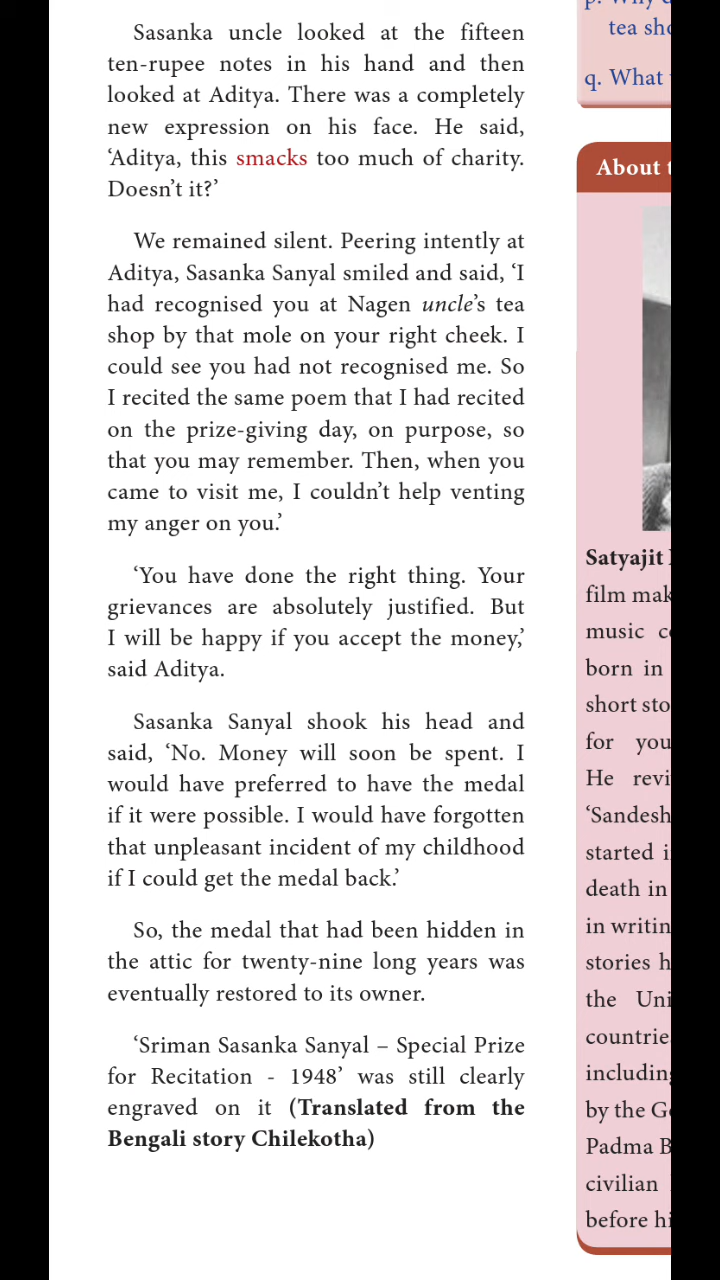 Sasanka uncle looked at the fifteen
ten-rupee notes in his hand and then
looked at Aditya. There was a completely
new expression on his face. He said,
‘Aditya, this smacks too much of charity.
Doesn’t it?’
We remained silent. Peering intently at
Aditya, Sasanka Sanyal smiled and said, ‘I
had recognised you at Nagen uncle’s tea
shop by that mole on your right cheek. I
could see you had not recognised me. So
I recited the same poem that I had recited
on the prize-giving day, on purpose, so
that you may remember. Then, when you
came to visit me, I couldn’t help venting
my anger on you.’
‘You have done the right thing. Your
grievances are absolutely justified. But
I will be happy if you accept the money,’
said Aditya.
Sasanka Sanyal shook his head and
said, ‘No. Money will soon be spent. I
would have preferred to have the medal
if it were possible. I would have forgotten
that unpleasant incident of my childhood
if I could get the medal back.’
So, the medal that had been hidden in
the attic for twenty-nine long years was
eventually restored to its owner.
‘Sriman Sasanka Sanyal – Special Prize
for Recitation - 1948’ was still clearly
engraved on it (Translated from the
Bengali story Chilekotha)
tea
q. What
About
Satyajit
film
music
born in
short
for
He
started
death in
in
stories
the
including
by the
Padma
civilian
before